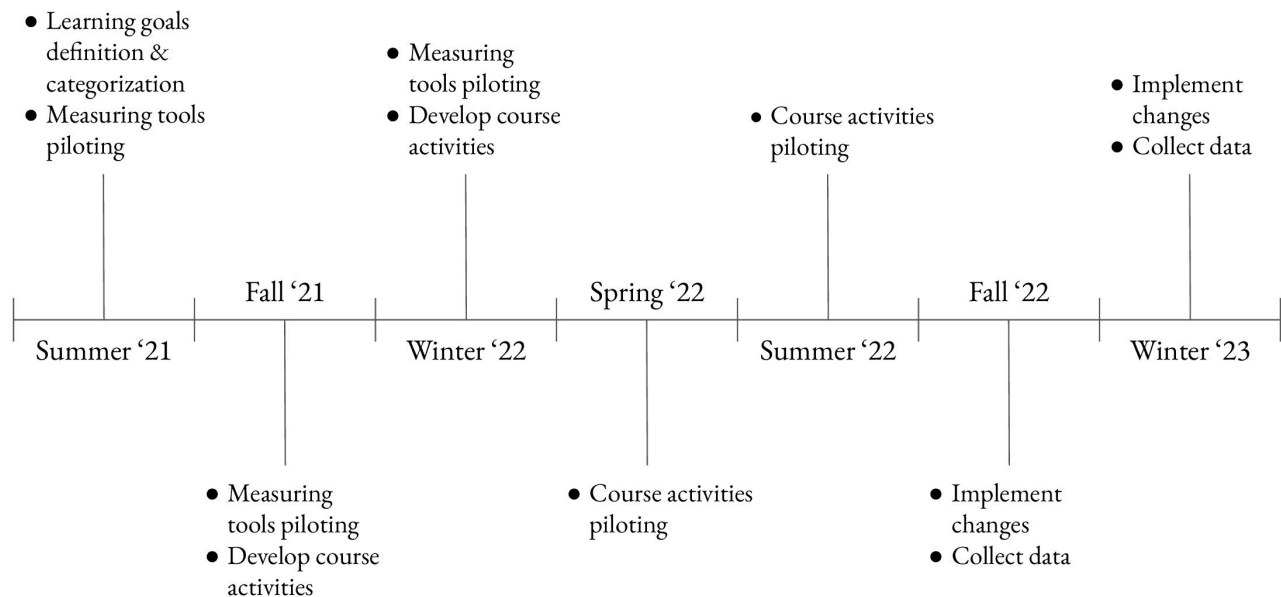 ● Learning goals
definition &
categorization
● Measuring tools
piloting
● Measuring
tools piloting
● Develop course
activities
● Course activities
piloting
● Implement
changes
● Collect data
Fall ‘21
Spring ‘22
Fall ‘22
Summer ‘21
Winter ‘22
Summer ‘22
Winter ‘23
● Measuring
tools piloting
● Develop course
activities
● Course activities
piloting
● Implement
changes
● Collect data